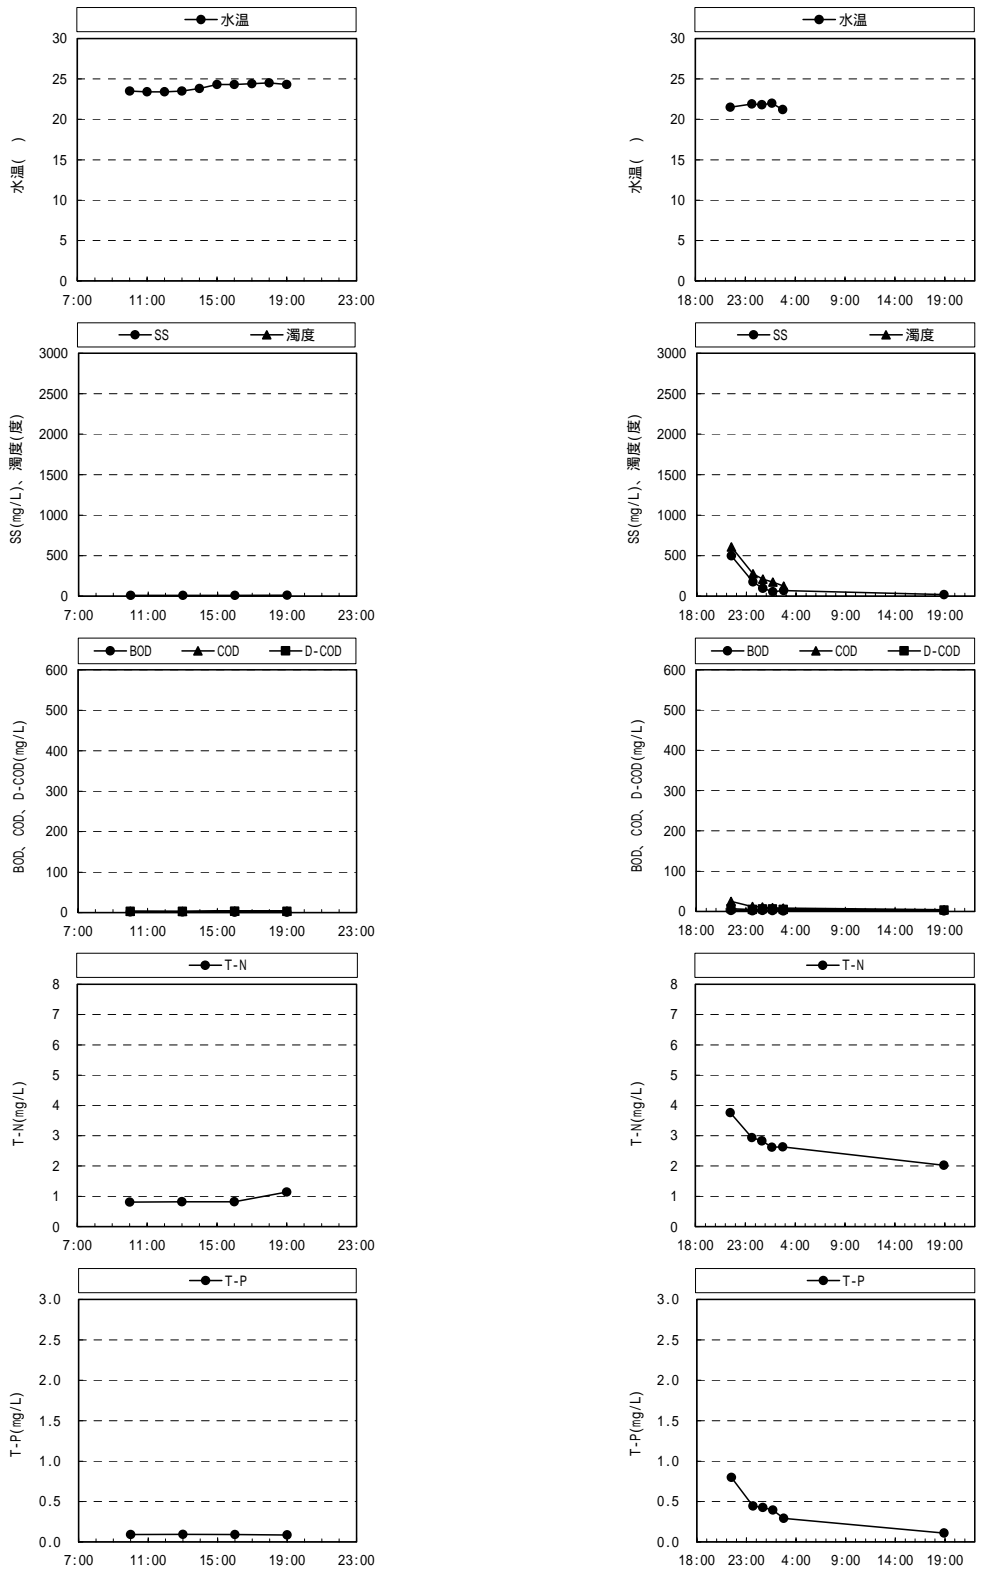 水温
30
25
20
15
10
5
0
水温( )
7:00 11:00 15:00 19:00 23:00
水温
30
25
20
15
10
5
0
水温( )
18:00 23:00 4:00 9:00 14:00 19:00
SS 濁度
3000
2500
2000
1500
1000
500
0
SS(mg/L)、濁度(度)
7:00 11:00 15:00 19:00 23:00
SS 濁度
3000
2500
2000
1500
1000
500
0
SS(mg/L)、濁度(度)
18:00 23:00 4:00 9:00 14:00 19:00
BOD COD D-COD
600
500
400
300
200
100
0
BOD、COD、D-COD(mg/L)
7:00 11:00 15:00 19:00 23:00
BOD COD D-COD
600
500
400
300
200
100
0
BOD、COD、D-COD(mg/L)
18:00 23:00 4:00 9:00 14:00 19:00
T-N
8
7
6
5
4
3
2
1
0
T-N(mg/L)
7:00 11:00 15:00 19:00 23:00
T-N
8
7
6
5
4
3
2
1
0
T-N(mg/L)
18:00 23:00 4:00 9:00 14:00 19:00
T-P
3.0
2.5
2.0
1.5
1.0
0.5
0.0
T-P(mg/L)
7:00 11:00 15:00 19:00 23:00
T-P
3.0
2.5
2.0
1.5
1.0
0.5
0.0
T-P(mg/L)
18:00 23:00 4:00 9:00 14:00 19:00